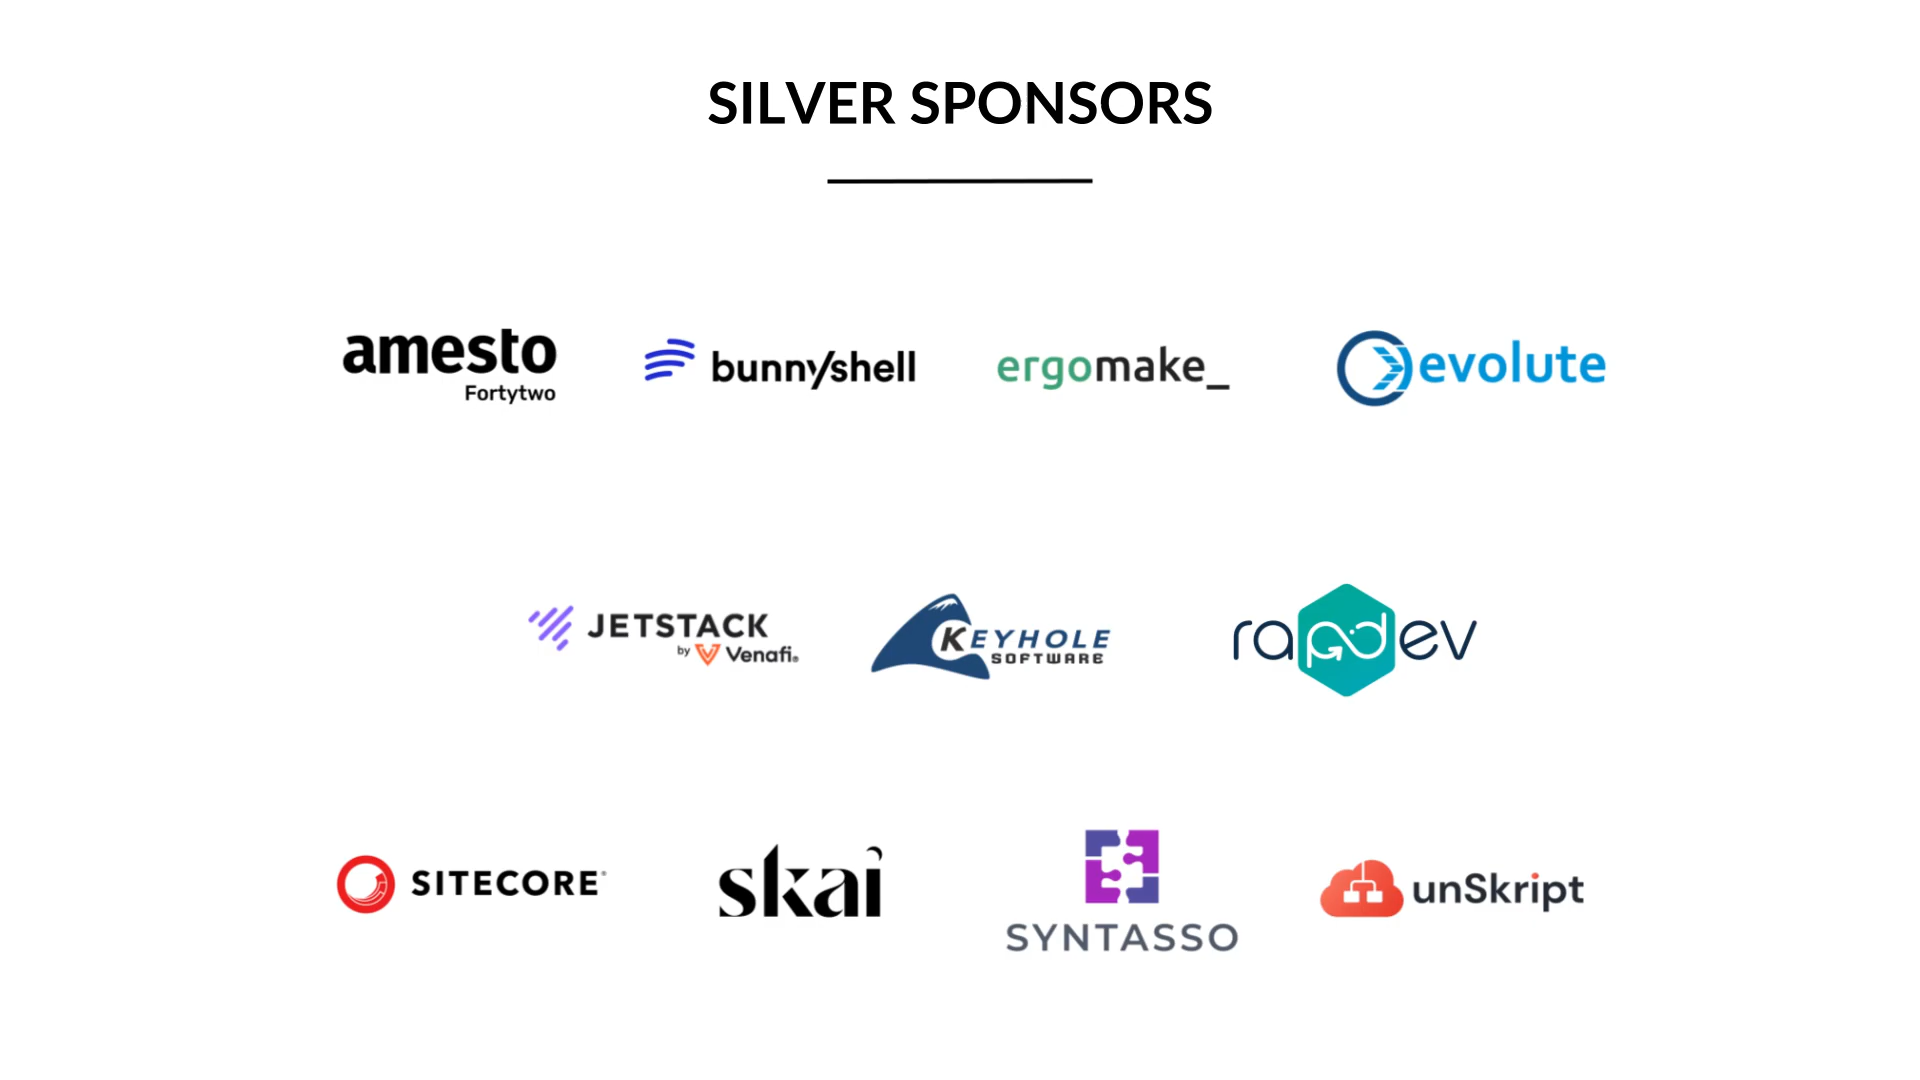 SILVER SPONSORS
amesto
Fortytwo
bunnyshell
ergomake_
evolute
JETSTACK
by Venafi®
KEYHOLE
SOFTWARE
rapdev
SITECORE®
skai
SYNTASSO
unSkript